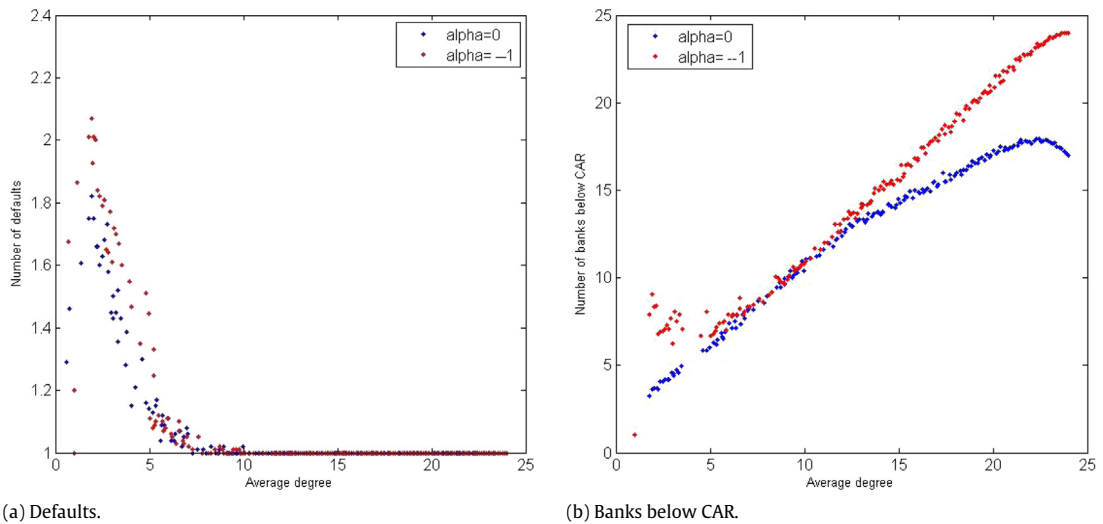 2.4
2.2
2
1.8
1.6
1.4
1.2
1
0 5 10 15 20 25
Number of defaults
Average degree
alpha=0
alpha= —1
(a) Defaults.
25
20
15
10
5
0
0 5 10 15 20 25
Number of banks below CAR
Average degree
alpha=0
alpha= --1
(b) Banks below CAR.